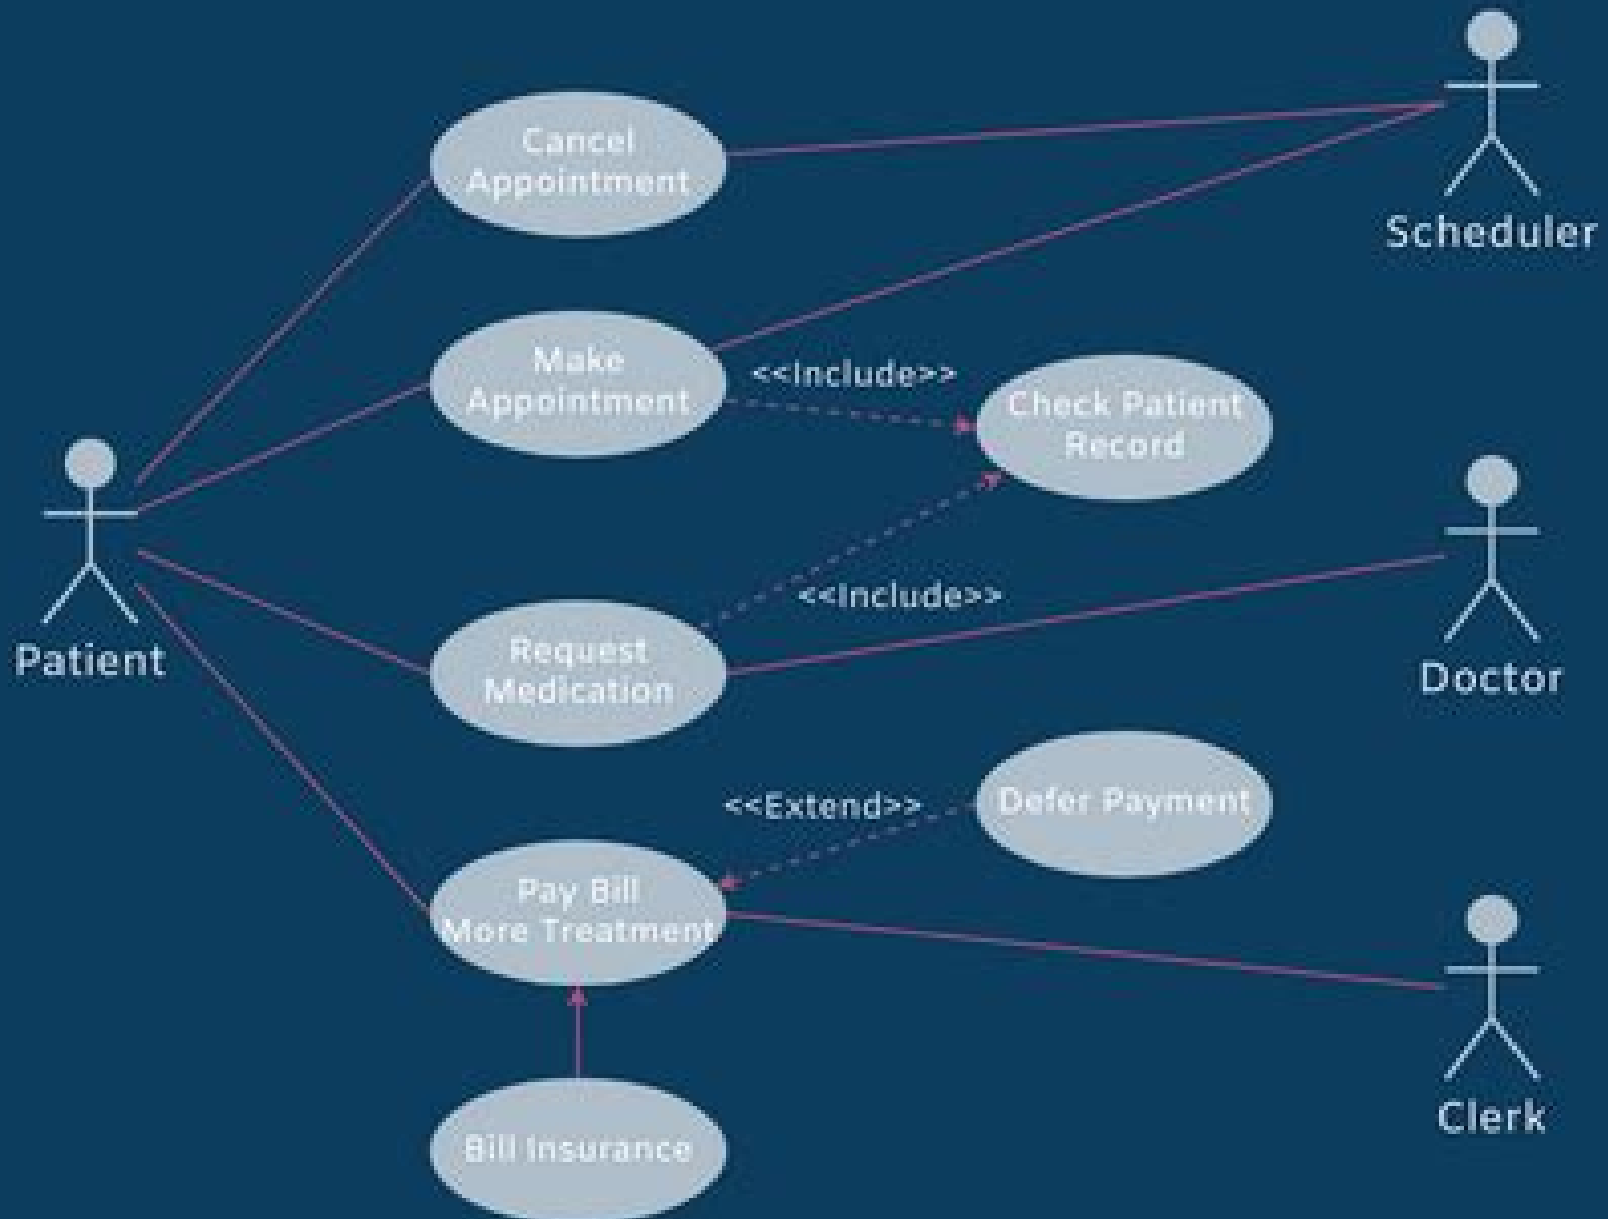 Cancel
Appointment
Scheduler
Make
Appointment
<<Include>>
Check Patient
Record
Patient
<<Include>>
Request
Medication
Doctor
<<Extend>>
Defer Payment
Pay Bill
More Treatment
Clerk
Bill Insurance